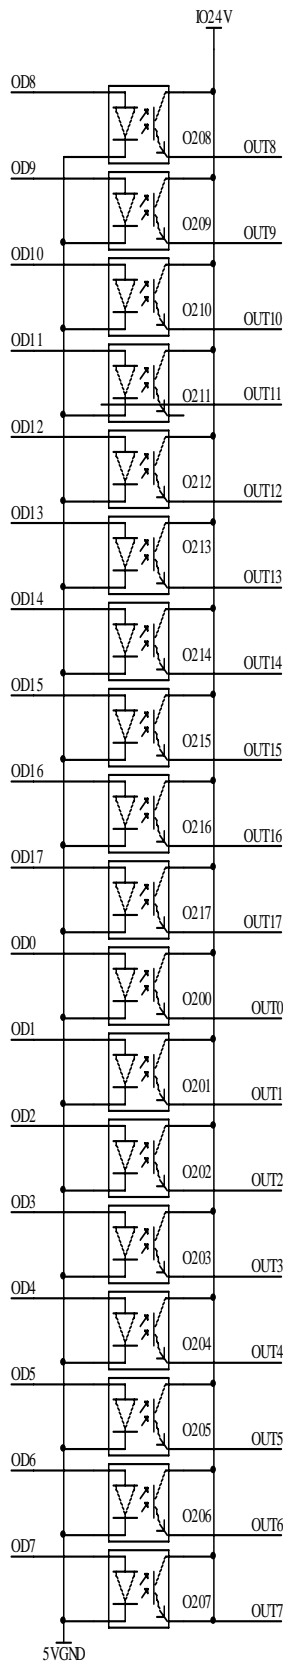 IO24V
OD8
O208
OUT8
OD9
O209
OUT9
OD10
O210
OUT10
OD11
O211
OUT11
OD12
O212
OUT12
OD13
O213
OUT13
OD14
O214
OUT14
OD15
O215
OUT15
OD16
O216
OUT16
OD17
O217
OUT17
OD0
O200
OUT0
OD1
O201
OUT1
OD2
O202
OUT2
OD3
O203
OUT3
OD4
O204
OUT4
OD5
O205
OUT5
OD6
O206
OUT6
OD7
O207
OUT7
5VGND